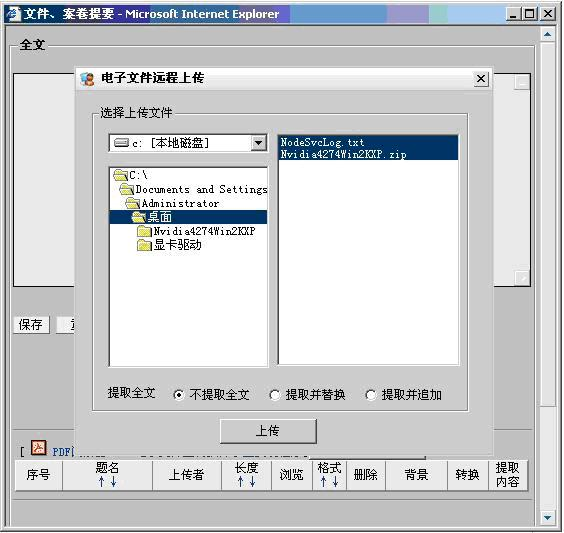 文件、案卷提要 - Microsoft Internet Explorer
全文
电子文件远程上传
选择上传文件
c: [本地磁盘]
NodeSvcLog.txt
Nvidia4274Win2KXP.zip
C:\
Documents and Settings
Administrator
桌面
Nvidia4274Win2KXP
显卡驱动
保存
提取全文 不提取全文 提取并替换 提取并追加
上传
[ PDF
序号 题名 ↑↓ 上传者 长度 ↑↓ 浏览 格式 ↑↓ 删除 背景 转换 提取内容